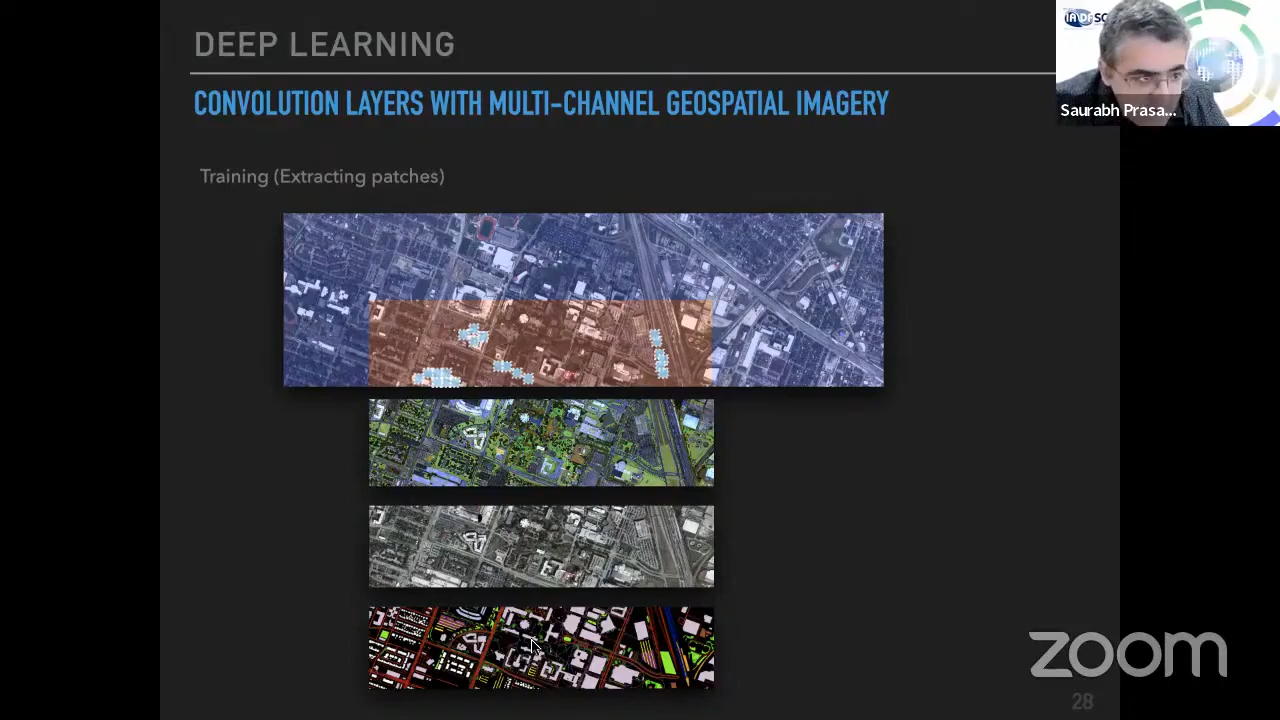 DEEP LEARNING
CONVOLUTION LAYERS WITH MULTI-CHANNEL GEOSPATIAL IMAGERY
Saurabh Prasa...
Training (Extracting patches)
zoom
28